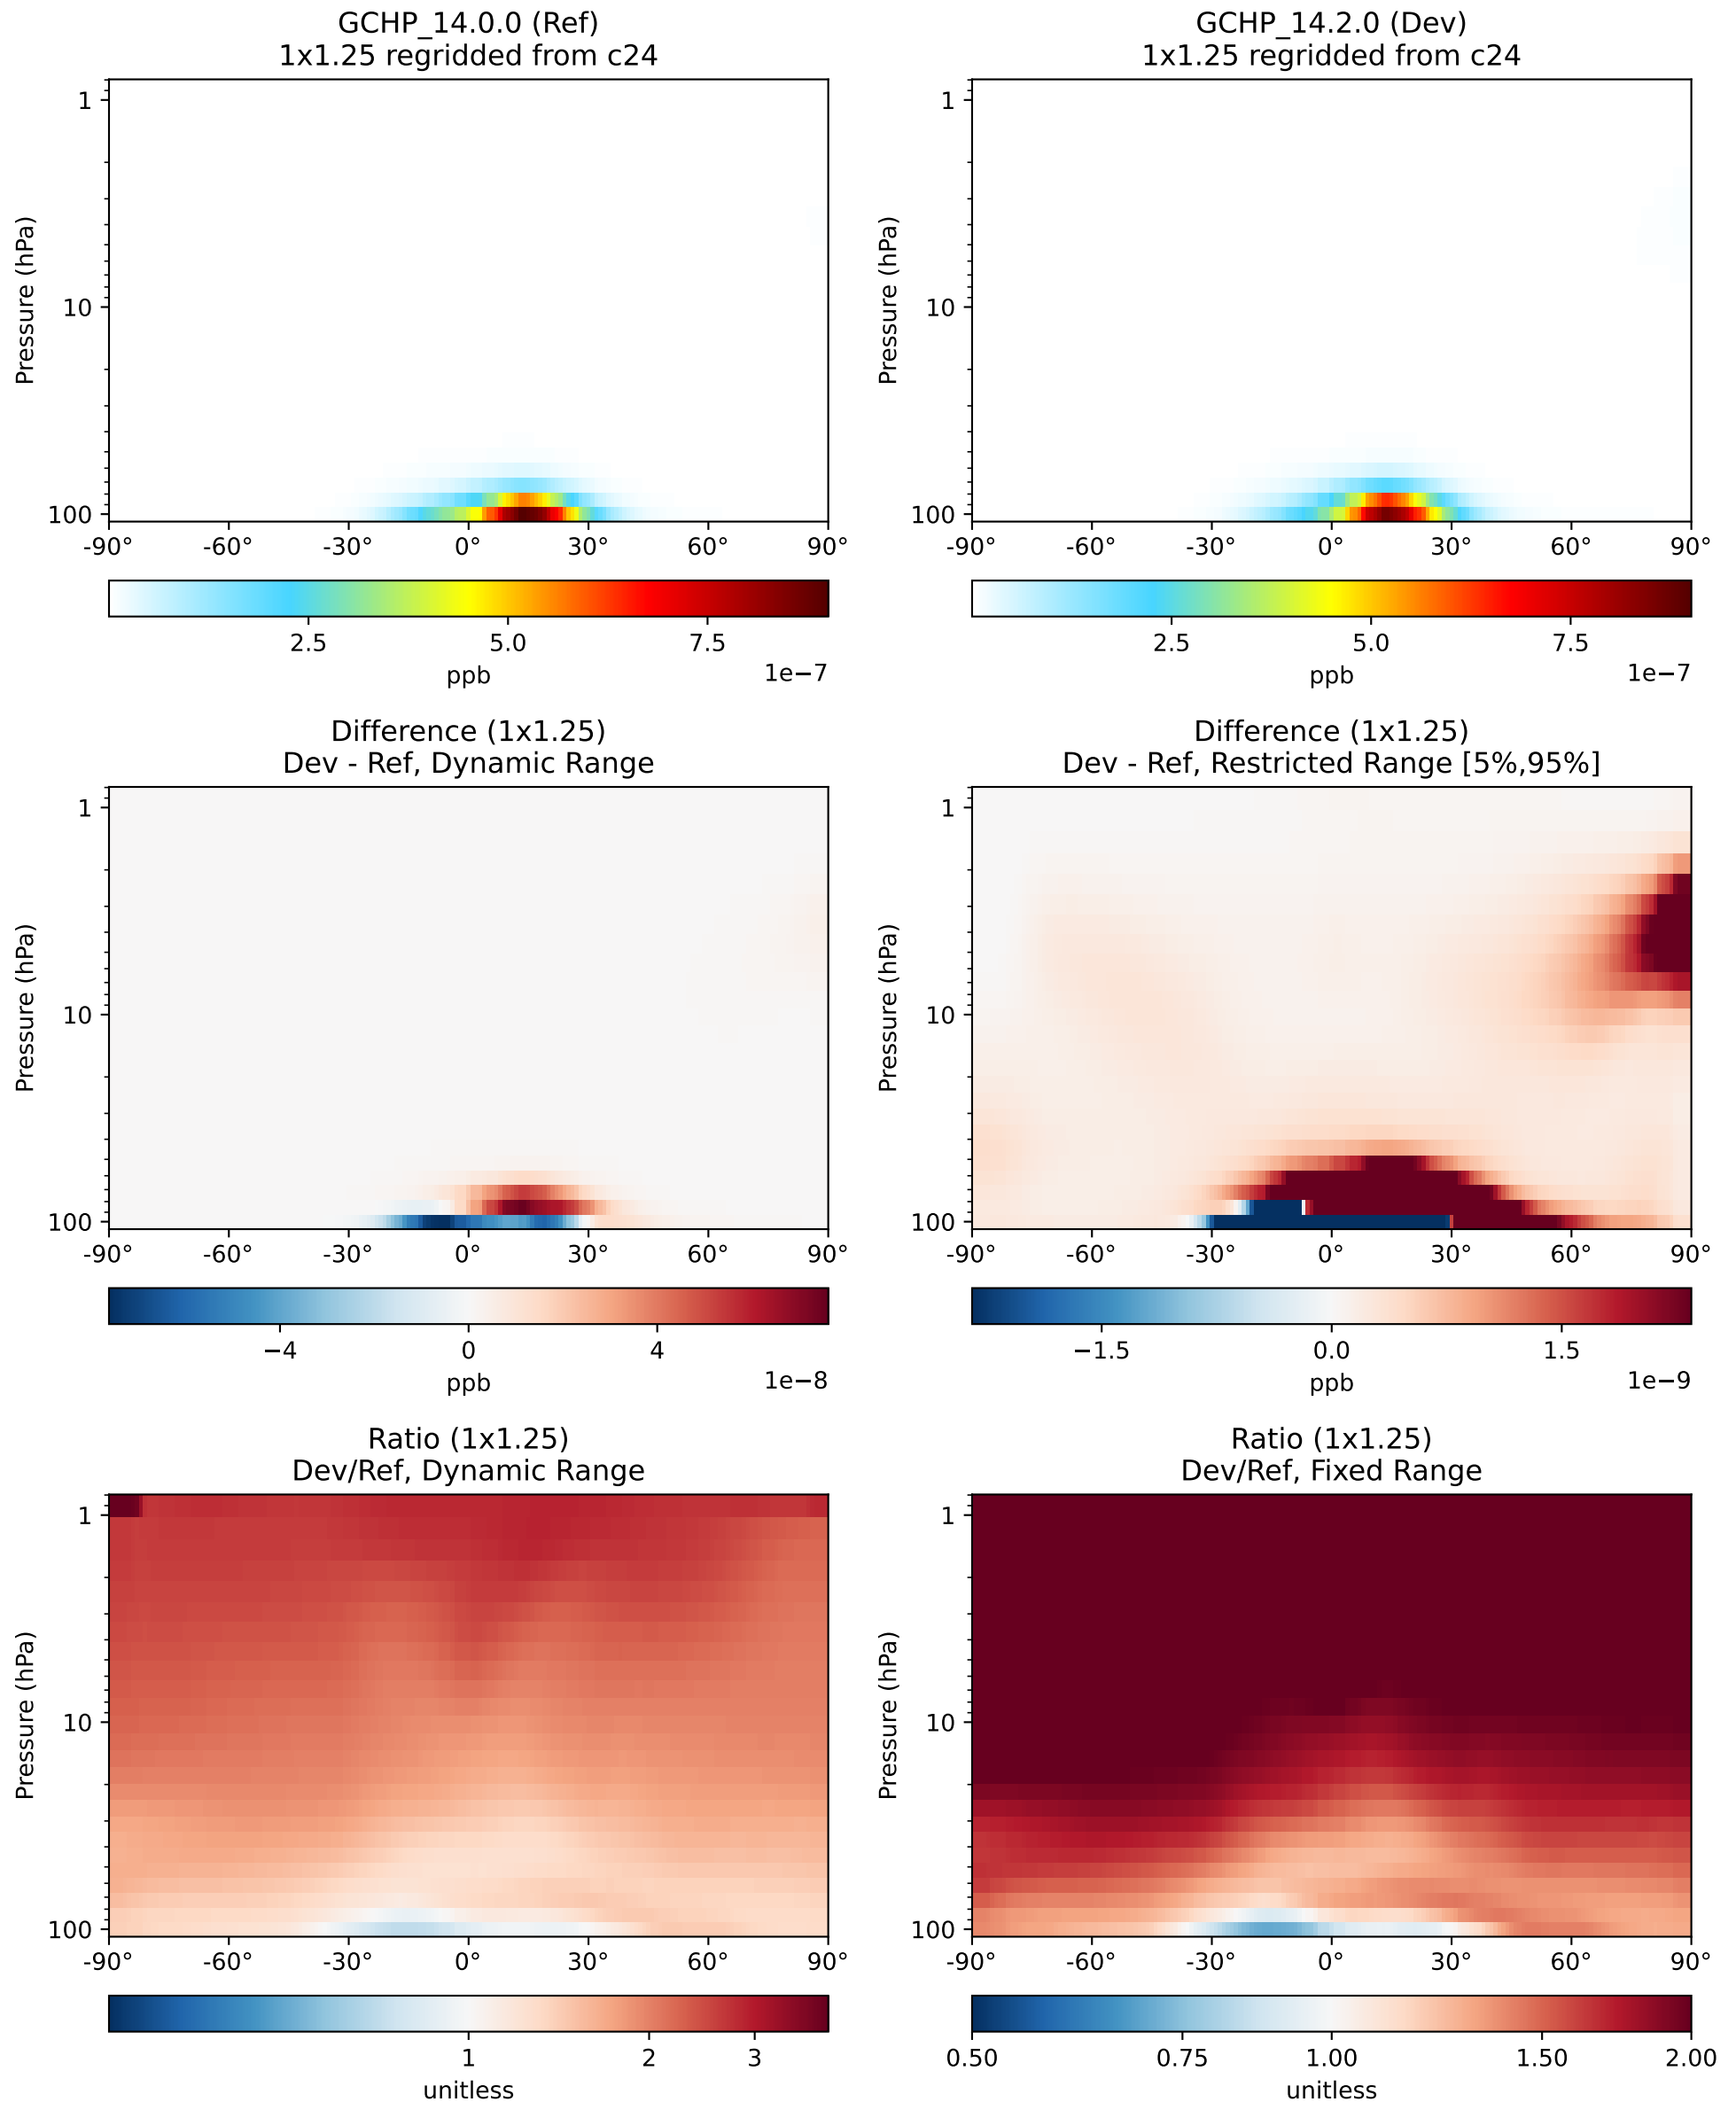 GCHP_14.0.0 (Ref)
1x1.25 regridded from c24
Pressure (hPa)
1
10
100
-90° -60° -30° 0° 30° 60° 90°
2.5 5.0 7.5
ppb
1e−7
GCHP_14.2.0 (Dev)
1x1.25 regridded from c24
Pressure (hPa)
1
10
100
-90° -60° -30° 0° 30° 60° 90°
2.5 5.0 7.5
ppb
1e−7
Difference (1x1.25)
Dev - Ref, Dynamic Range
Pressure (hPa)
1
10
100
-90° -60° -30° 0° 30° 60° 90°
−4 0 4
ppb
1e−8
Difference (1x1.25)
Dev - Ref, Restricted Range [5%,95%]
Pressure (hPa)
1
10
100
-90° -60° -30° 0° 30° 60° 90°
−1.5 0.0 1.5
ppb
1e−9
Ratio (1x1.25)
Dev/Ref, Dynamic Range
Pressure (hPa)
1
10
100
-90° -60° -30° 0° 30° 60° 90°
1 2 3
unitless
Ratio (1x1.25)
Dev/Ref, Fixed Range
Pressure (hPa)
1
10
100
-90° -60° -30° 0° 30° 60° 90°
0.50 0.75 1.00 1.50 2.00
unitless